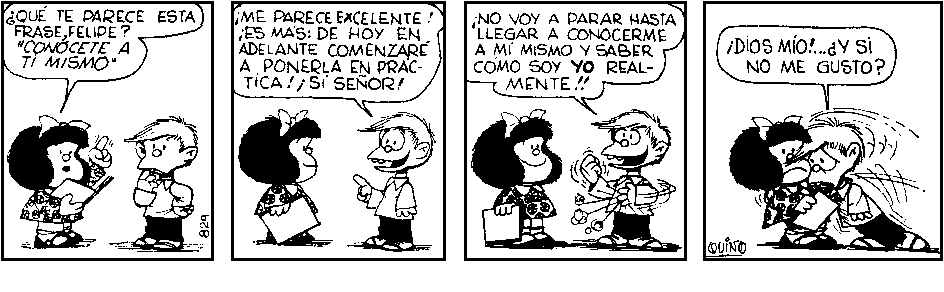 ¿QUÉ TE PARECE ESTA
FRASE, FELIPE?
"CONÓCETE A
TI MISMO"
829
¡ME PARECE EXCELENTE!
¡ES MAS: DE HOY EN
ADELANTE COMENZARÉ
A PONERLA EN PRÁC-
TICA! ¡SÍ SEÑOR!
¡NO VOY A PARAR HASTA
LLEGAR A CONOCERME
A MÍ MISMO Y SABER
CÓMO SOY YO REAL-
MENTE!!
¡DIOS MÍO!...¿Y SI
NO ME GUSTO?
QUINO